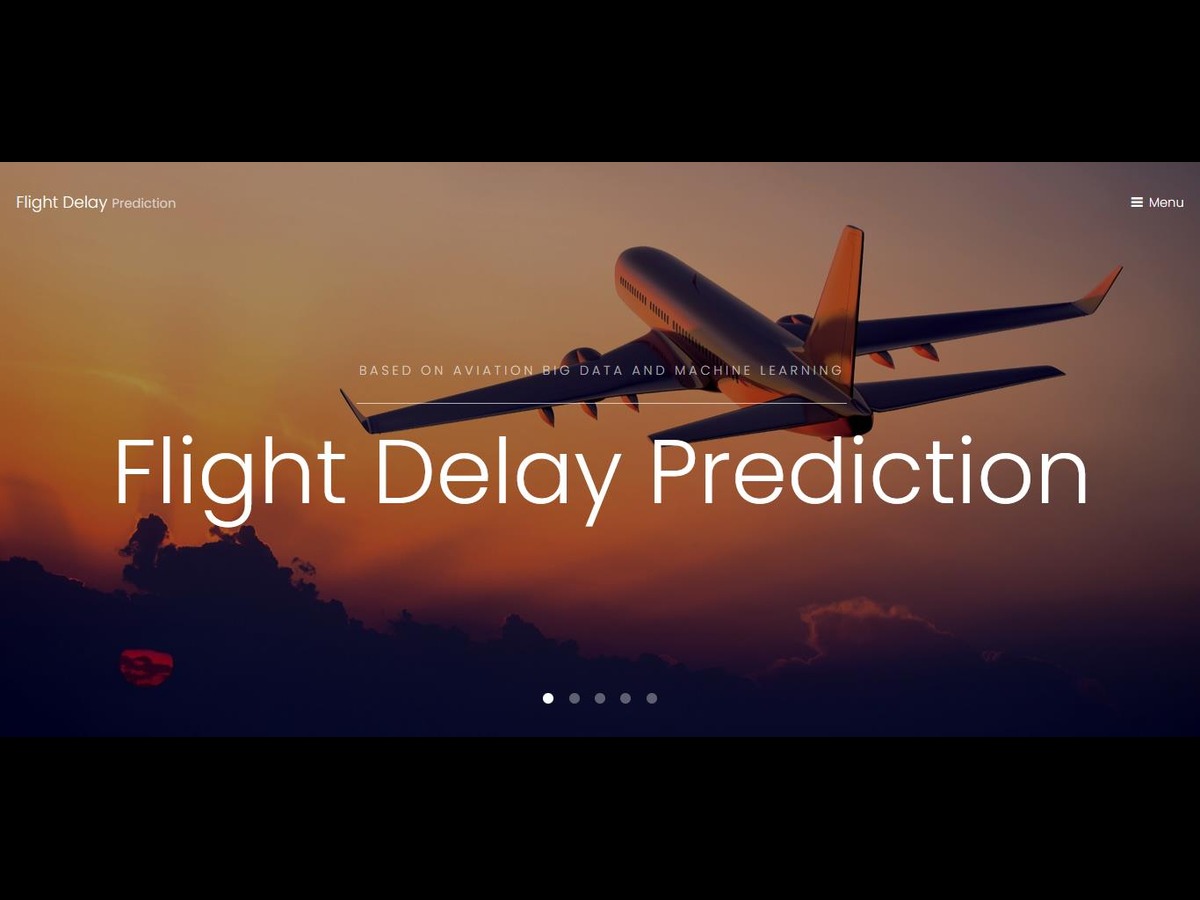 Flight Delay Prediction
Menu
BASED ON AVIATION BIG DATA AND MACHINE LEARNING
Flight Delay Prediction